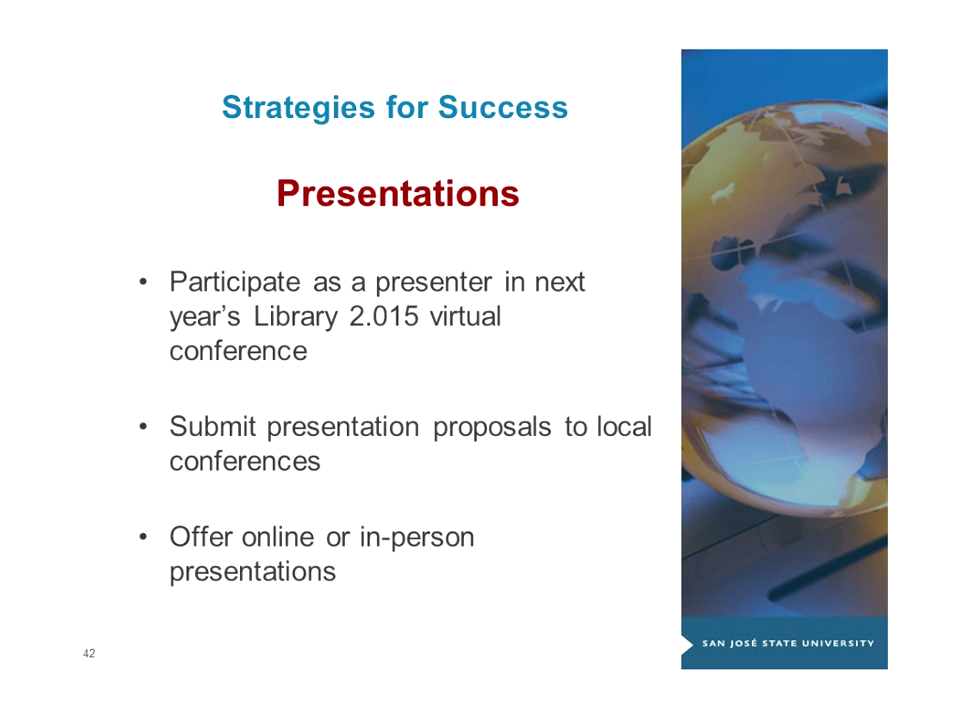 Strategies for Success
Presentations
• Participate as a presenter in next
year’s Library 2.015 virtual
conference
• Submit presentation proposals to local
conferences
• Offer online or in-person
presentations
42
SAN JOSÉ STATE UNIVERSITY